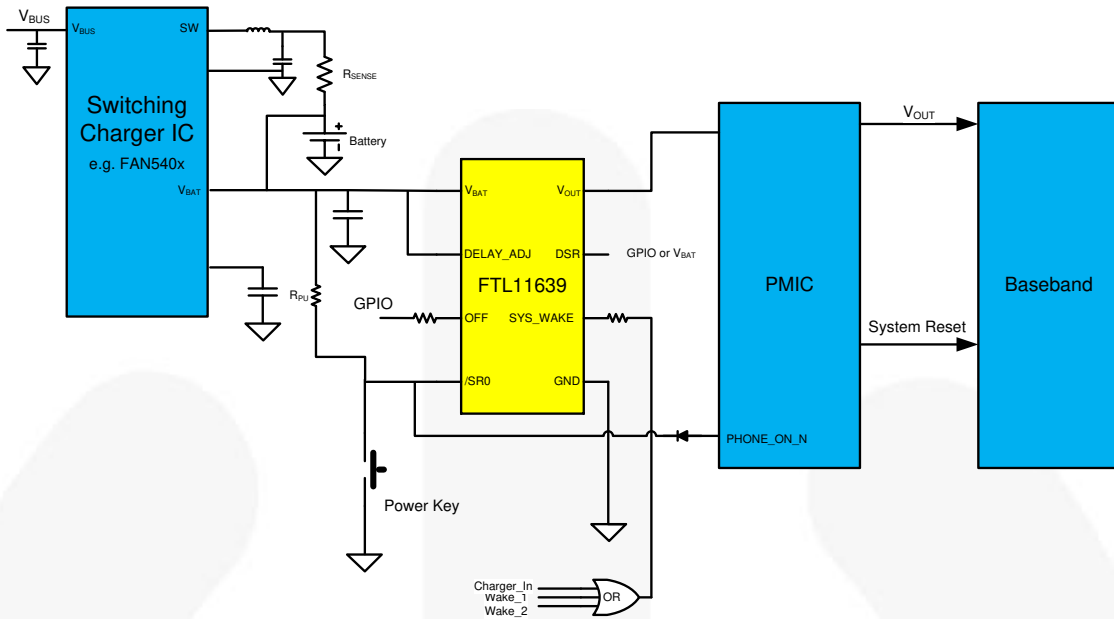 VBUS
VBUS
SW
Switching
Charger IC
e.g. FAN540x
VBAT
RSENSE
+
-
Battery
RPU
GPIO
VBAT
VOUT
DELAY_ADJ
DSR
FTL11639
OFF
SYS_WAKE
/SR0
GND
GPIO or VBAT
PMIC
PHONE_ON_N
VOUT
System Reset
Baseband
Power Key
Charger_In
Wake_1
Wake_2
OR